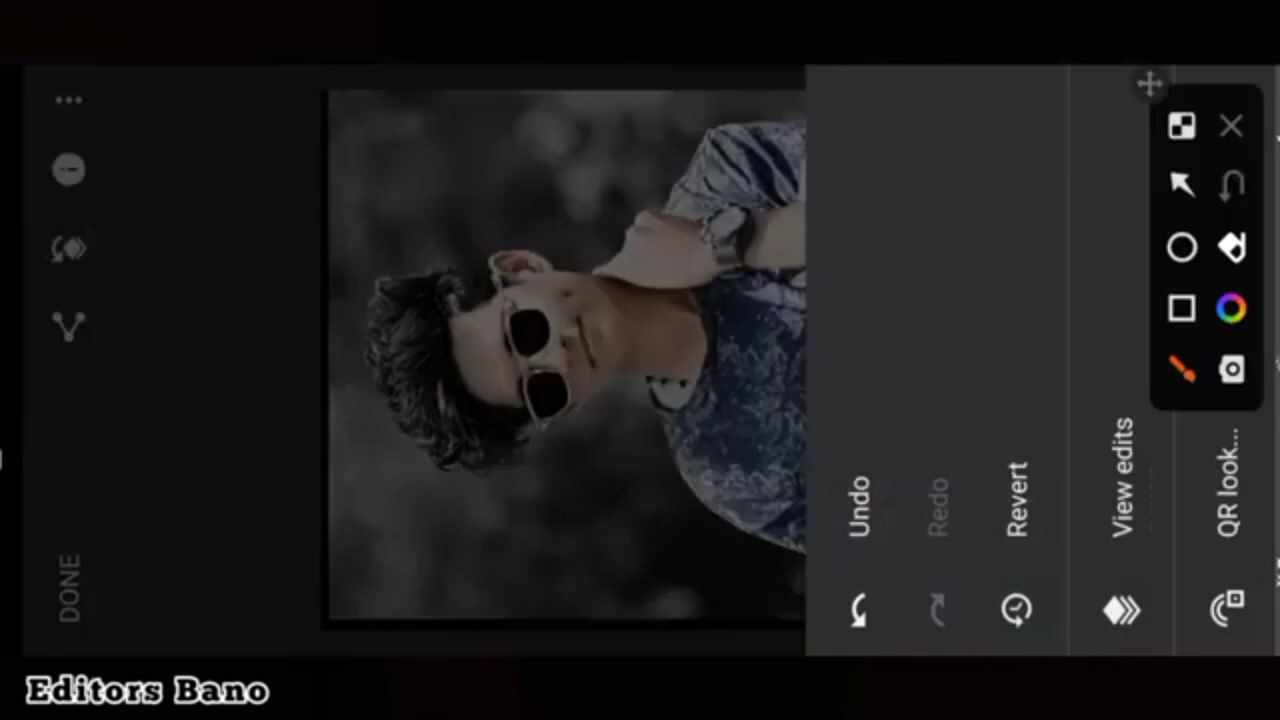 DONE
Undo
Redo
Revert
View edits
QR look...
Editors Bano